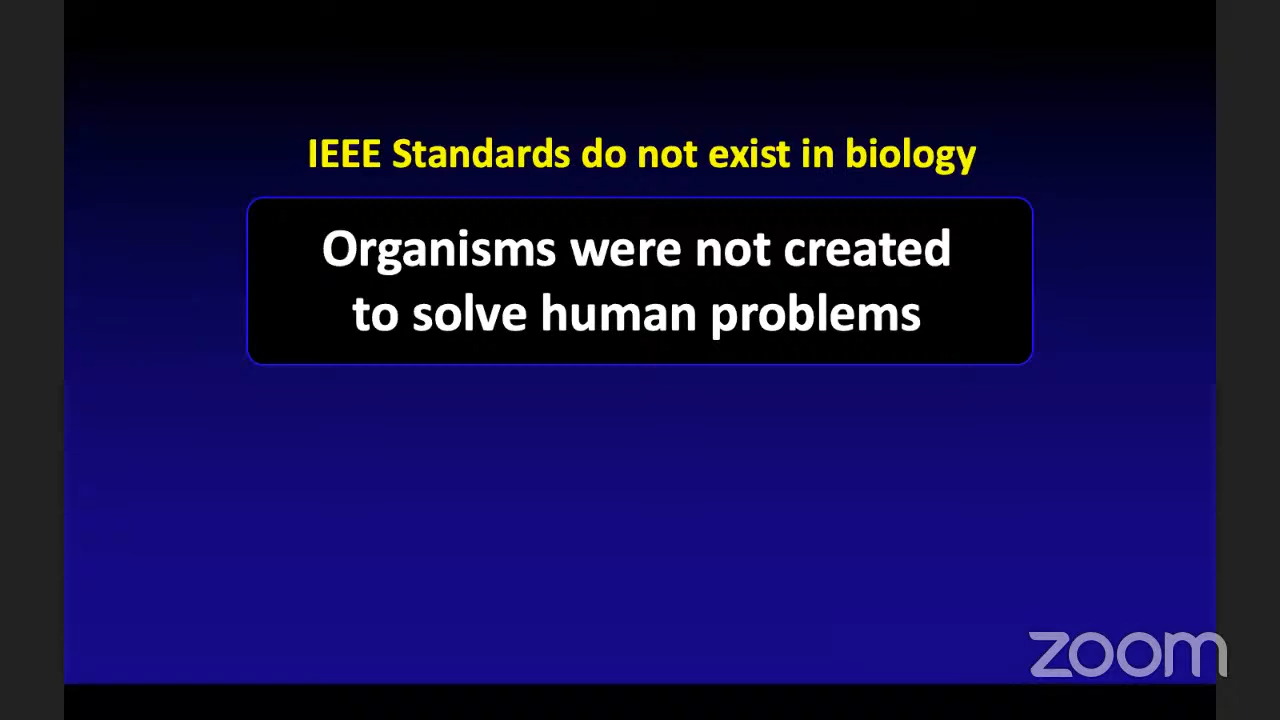 IEEE Standards do not exist in biology
Organisms were not created
to solve human problems
zoom